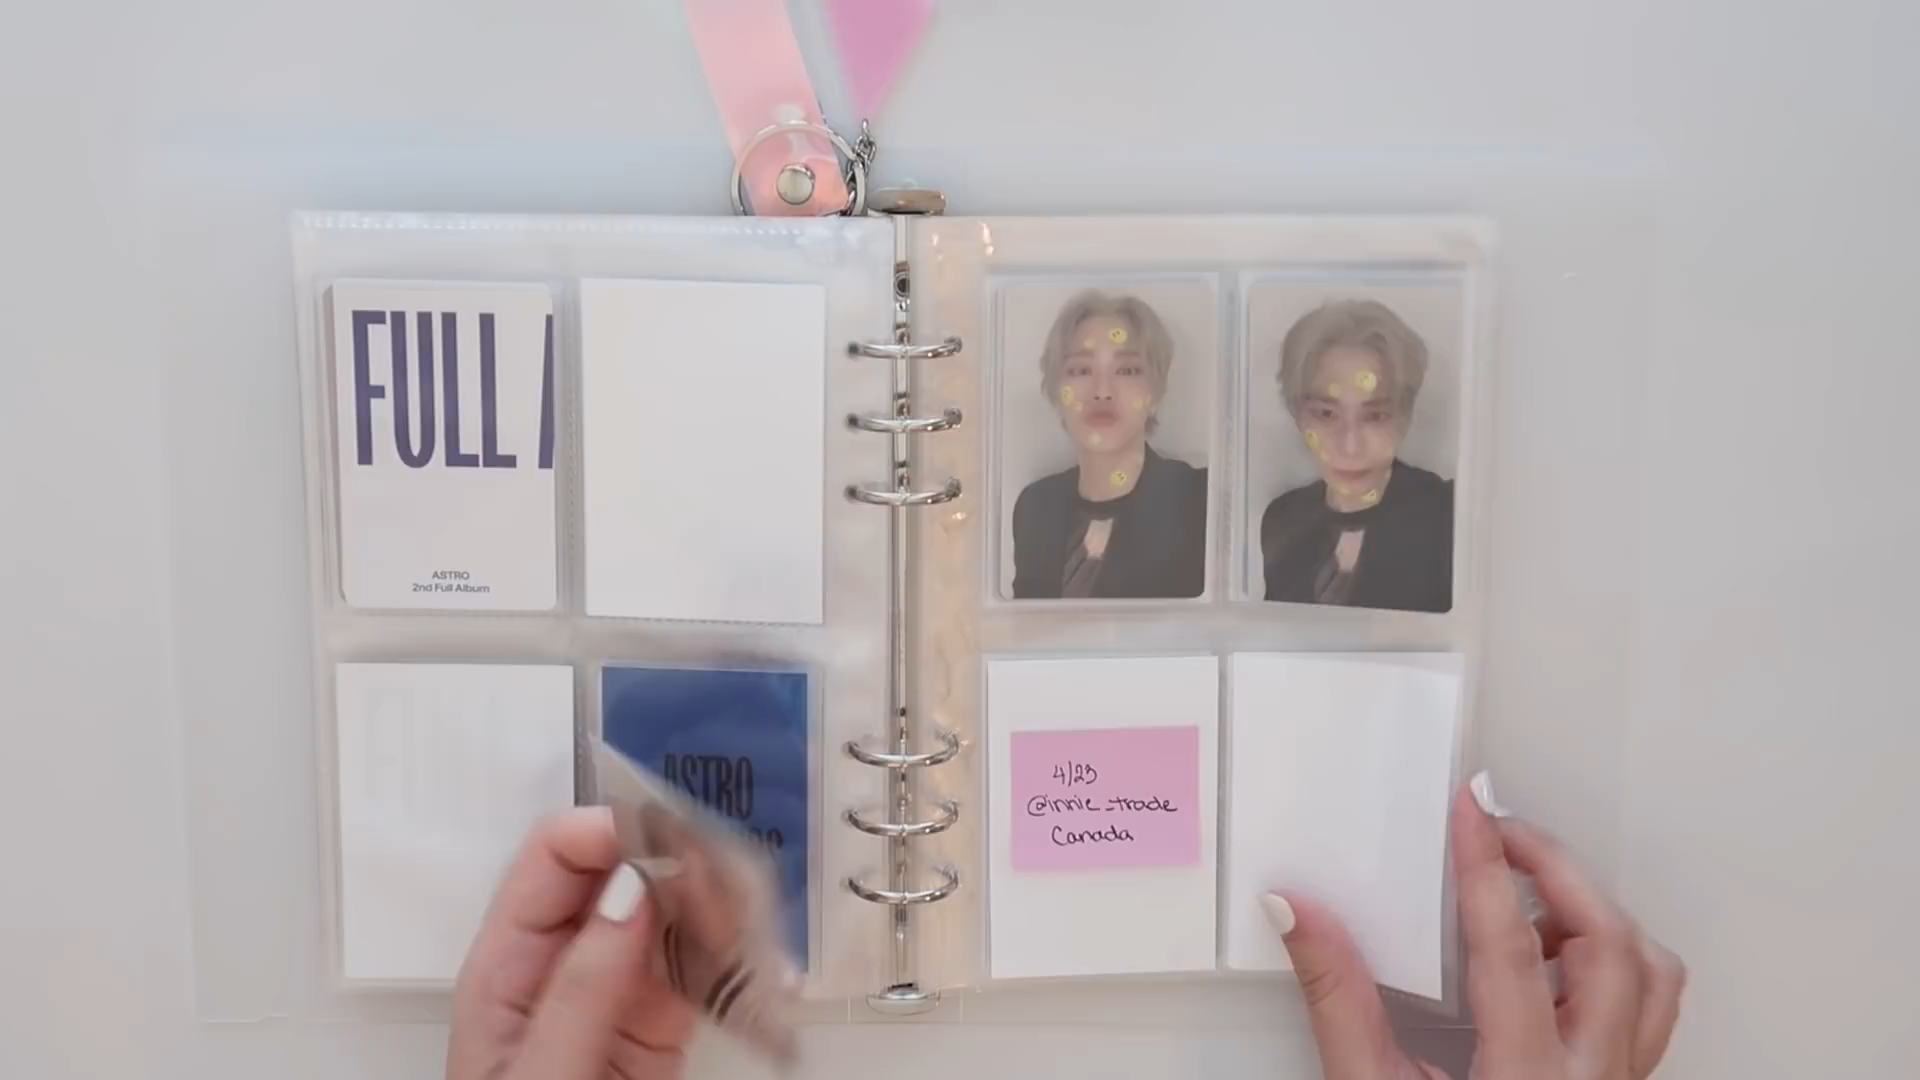 FULL A
ASTRO
2nd Full Album
ASTRO
4/23
@innie_trade
Canada